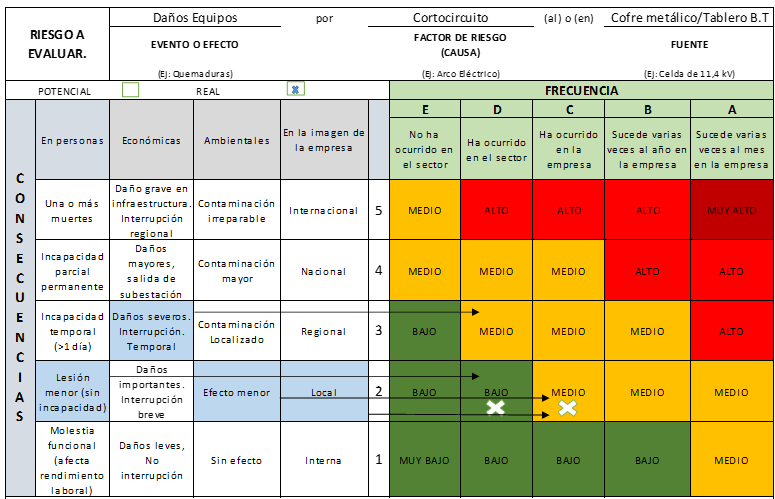 RIESGO A EVALUAR.
Daños Equipos por Cortocircuito (al) o (en) Cofre metálico/Tablero B.T
EVENTO O EFECTO
FACTOR DE RIESGO
(CAUSA)
FUENTE
(Ej: Quemaduras)
(Ej: Arco Eléctrico)
(Ej: Celda de 11,4 kV)
POTENCIAL
REAL
FRECUENCIA
E D C B A
CONSECUENCIAS
En personas
Económicas
Ambientales
En la imagen de
la empresa
No ha
ocurrido en
el sector
Ha ocurrido
en el sector
Ha ocurrido
en la
empresa
Sucede varias
veces al año en
la empresa
Sucede varias
veces al mes
en la empresa
Una o más
muertes
Daño grave en
infraestructura.
Interrupción
regional
Contaminación
irreparable
Internacional
5
MEDIO
ALTO
ALTO
ALTO
MUY ALTO
Incapacidad
parcial
permanente
Daños
mayores,
salida de
subestación
Contaminación
mayor
Nacional
4
MEDIO
MEDIO
MEDIO
ALTO
ALTO
Incapacidad
temporal
(>1 día)
Daños severos.
Interrupción.
Temporal
Contaminación
Localizado
Regional
3
BAJO
MEDIO
MEDIO
MEDIO
ALTO
Lesión
menor (sin
incapacidad)
Daños
importantes.
Interrupción
breve
Efecto menor
Local
2
BAJO
BAJO
MEDIO
MEDIO
MEDIO
Molestia
funcional
(afecta
rendimiento
laboral)
Daños leves,
No
interrupción
Sin efecto
Interna
1
MUY BAJO
BAJO
BAJO
BAJO
MEDIO